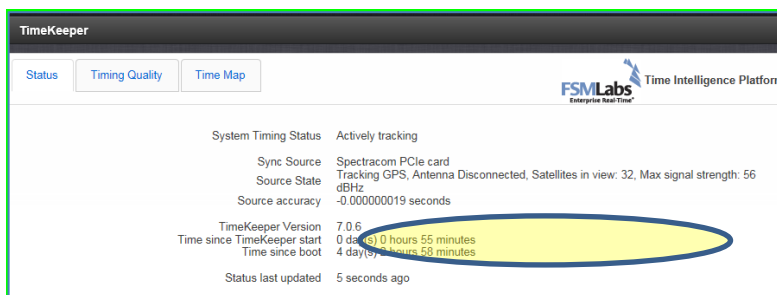 TimeKeeper
Status Timing Quality Time Map
FSMLabs Time Intelligence Platform
Enterprise Real-Time
System Timing Status Actively tracking
Sync Source Spectracom PCIe card
Source State Tracking GPS, Antenna Disconnected, Satellites in view: 32, Max signal strength: 56
dBHz
Source accuracy -0.000000019 seconds
TimeKeeper Version 7.0.6
Time since TimeKeeper start 0 day(s) 0 hours 55 minutes
Time since boot 4 day(s) hours 58 minutes
Status last updated 5 seconds ago